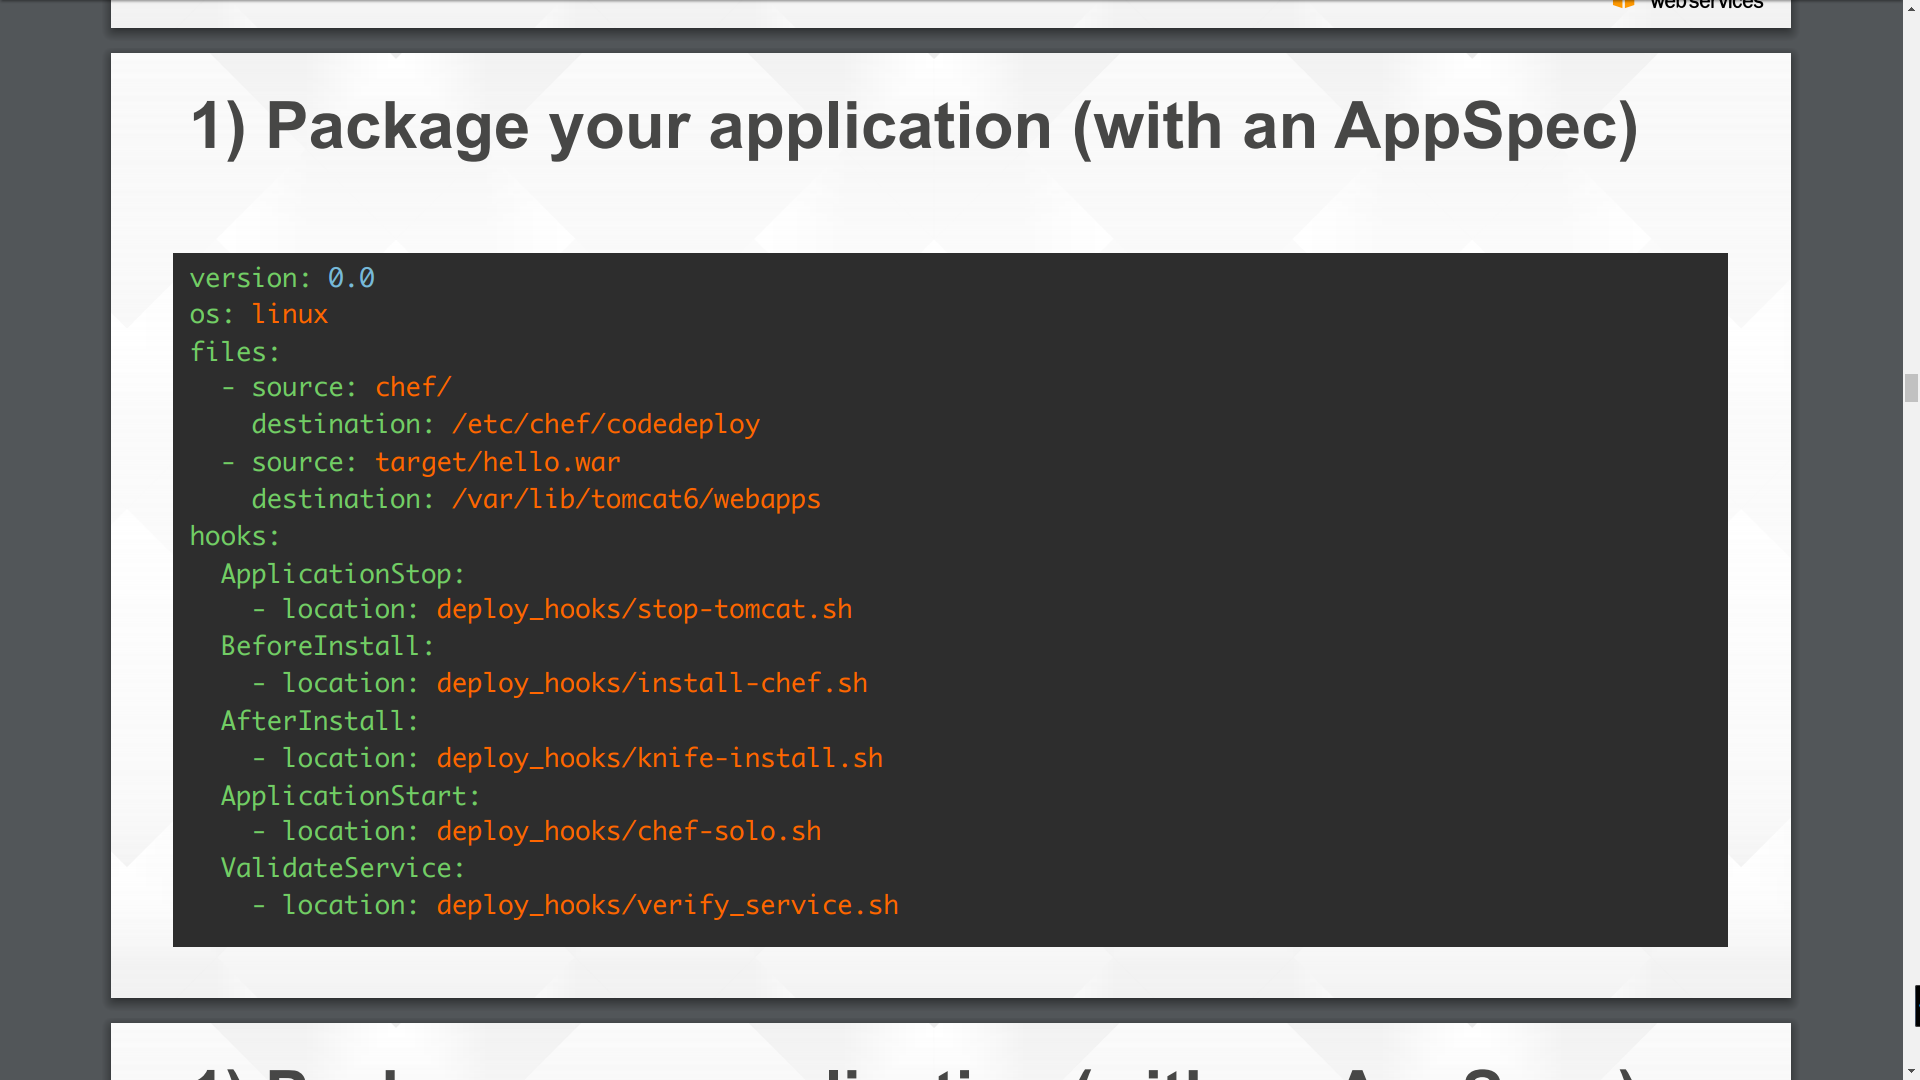 webservices
1) Package your application (with an AppSpec)
version: 0.0
os: linux
files:
  - source: chef/
    destination: /etc/chef/codedeploy
  - source: target/hello.war
    destination: /var/lib/tomcat6/webapps
hooks:
  ApplicationStop:
    - location: deploy_hooks/stop-tomcat.sh
  BeforeInstall:
    - location: deploy_hooks/install-chef.sh
  AfterInstall:
    - location: deploy_hooks/knife-install.sh
  ApplicationStart:
    - location: deploy_hooks/chef-solo.sh
  ValidateService:
    - location: deploy_hooks/verify_service.sh